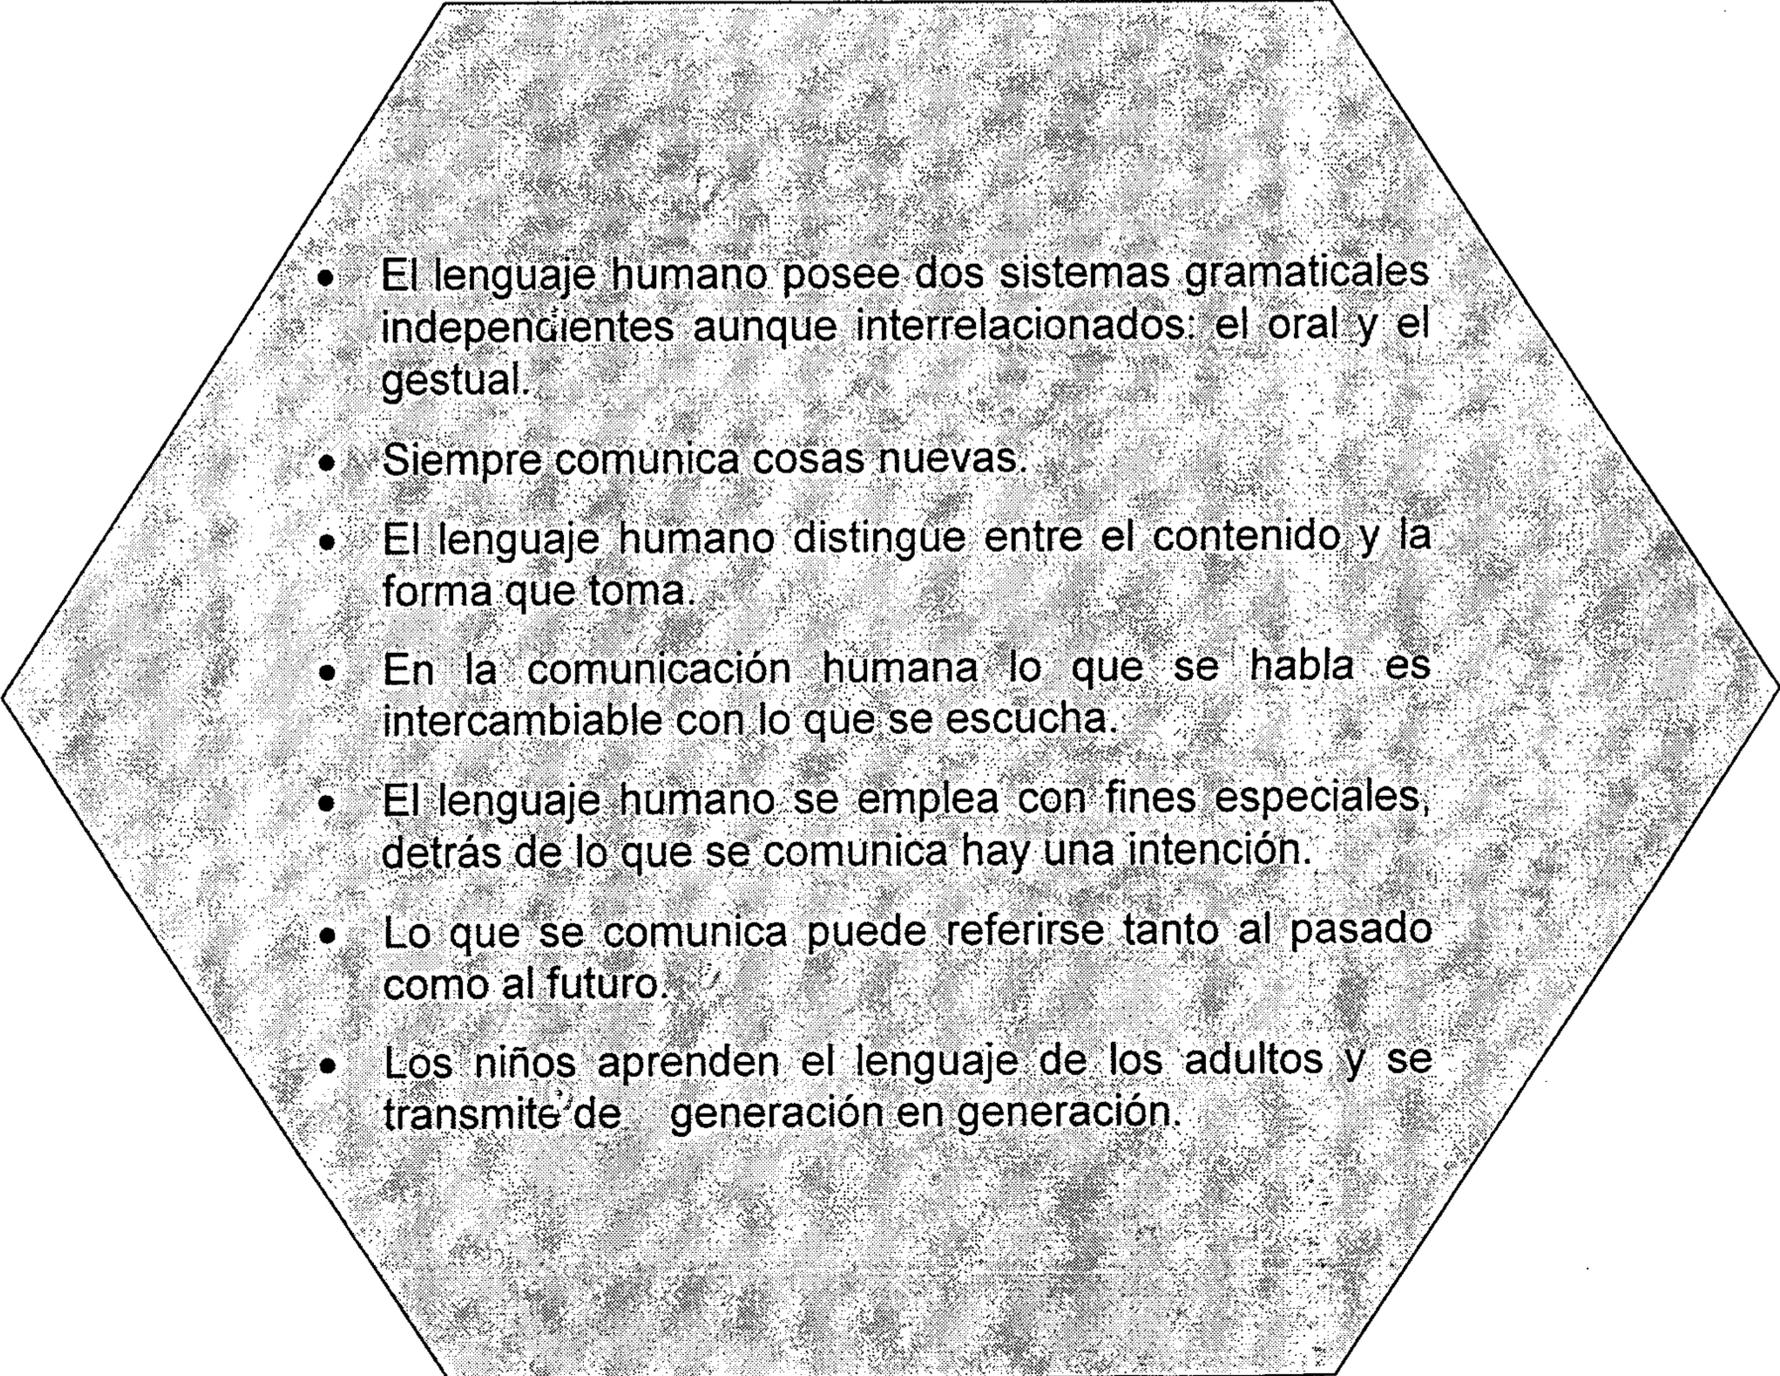 • El lenguaje humano posee dos sistemas gramaticales
independientes aunque interrelacionados: el oral y el
gestual.
• Siempre comunica cosas nuevas.
• El lenguaje humano distingue entre el contenido y la
forma que toma.
• En la comunicación humana lo que se habla es
intercambiable con lo que se escucha.
• El lenguaje humano se emplea con fines especiales,
detrás de lo que se comunica hay una intención.
• Lo que se comunica puede referirse tanto al pasado
como al futuro.
• Los niños aprenden el lenguaje de los adultos y se
transmite de generación en generación.